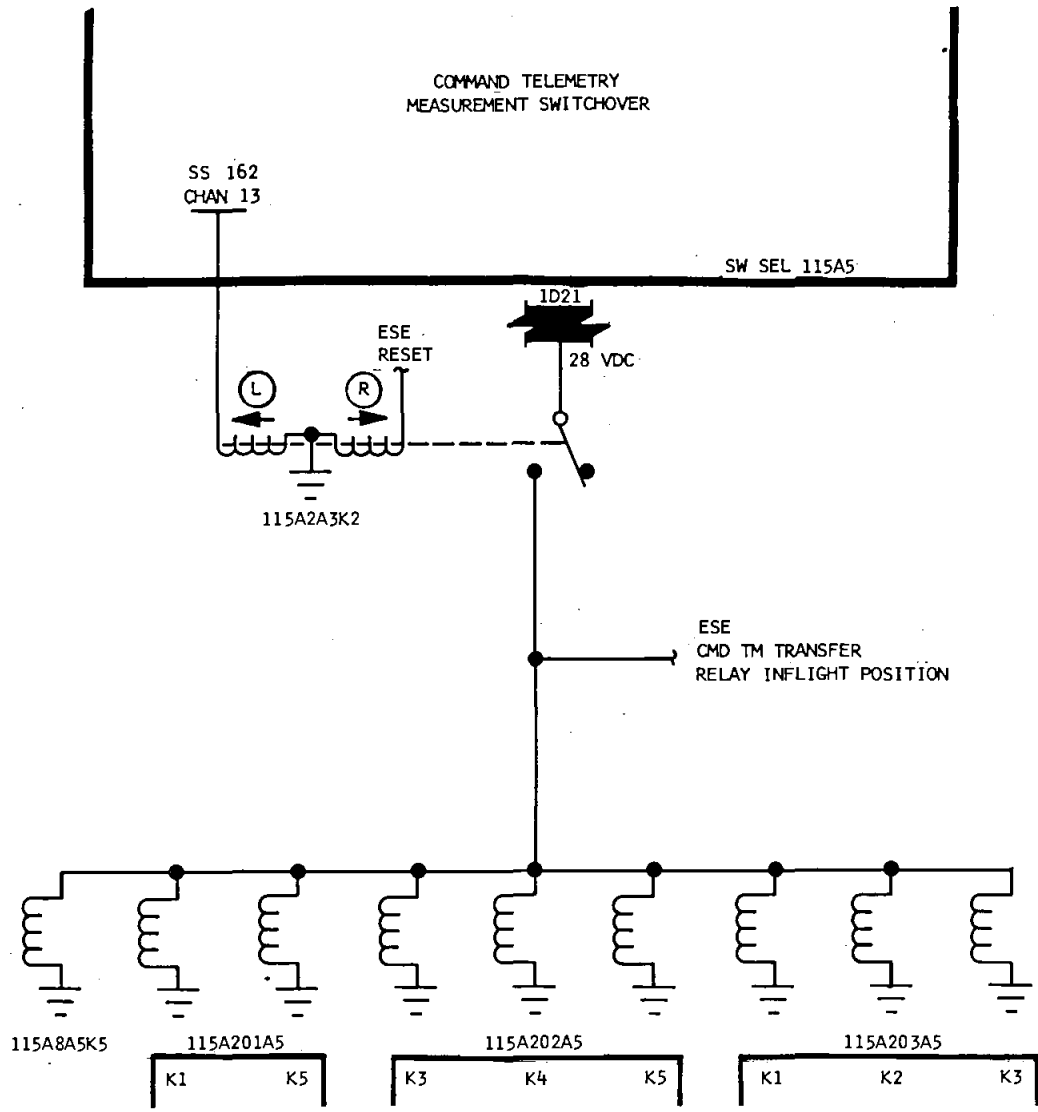 COMMAND TELEMETRY
MEASUREMENT SWITCHOVER
SS 162
CHAN 13
SW SEL 115A5
1D21
ESE
RESET
28 VDC
L
R
115A2A3K2
ESE
CMD TM TRANSFER
RELAY INFLIGHT POSITION
115A8A5K5
115A201A5
115A202A5
115A203A5
K1
K5
K3
K4
K5
K1
K2
K3